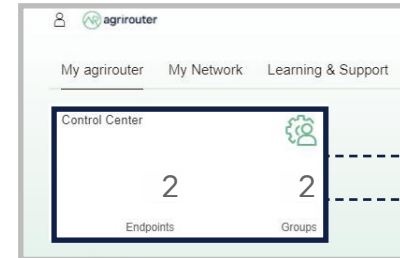 agrirouter
My agrirouter My Network Learning & Support
Control Center
2 2
Endpoints Groups